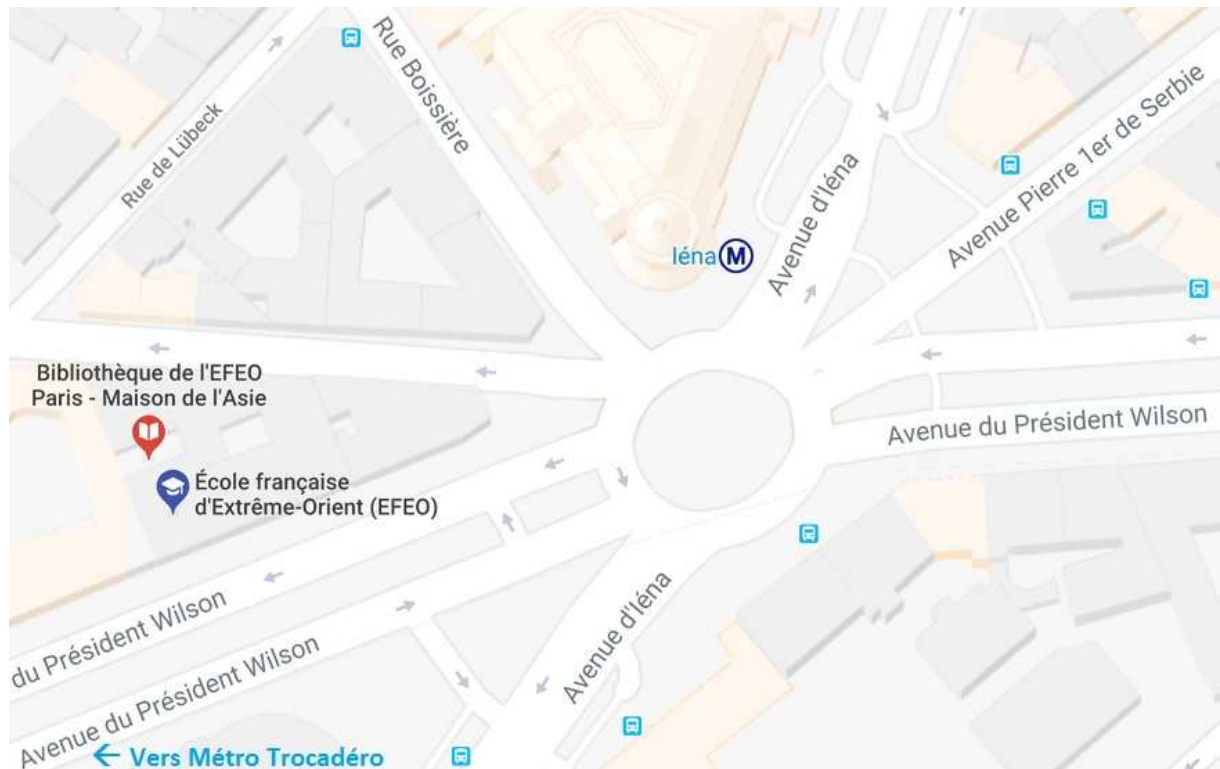 Rue Boissière
Rue de Lübeck
Avenue Pierre 1er de Serbie
Avenue d'Iéna
Iéna M
Bibliothèque de l'EFEO
Paris - Maison de l'Asie
Avenue du Président Wilson
École française
d'Extrême-Orient (EFEO)
du Président Wilson
Avenue d'Iéna
Avenue du Président Wilson
← Vers Métro Trocadéro